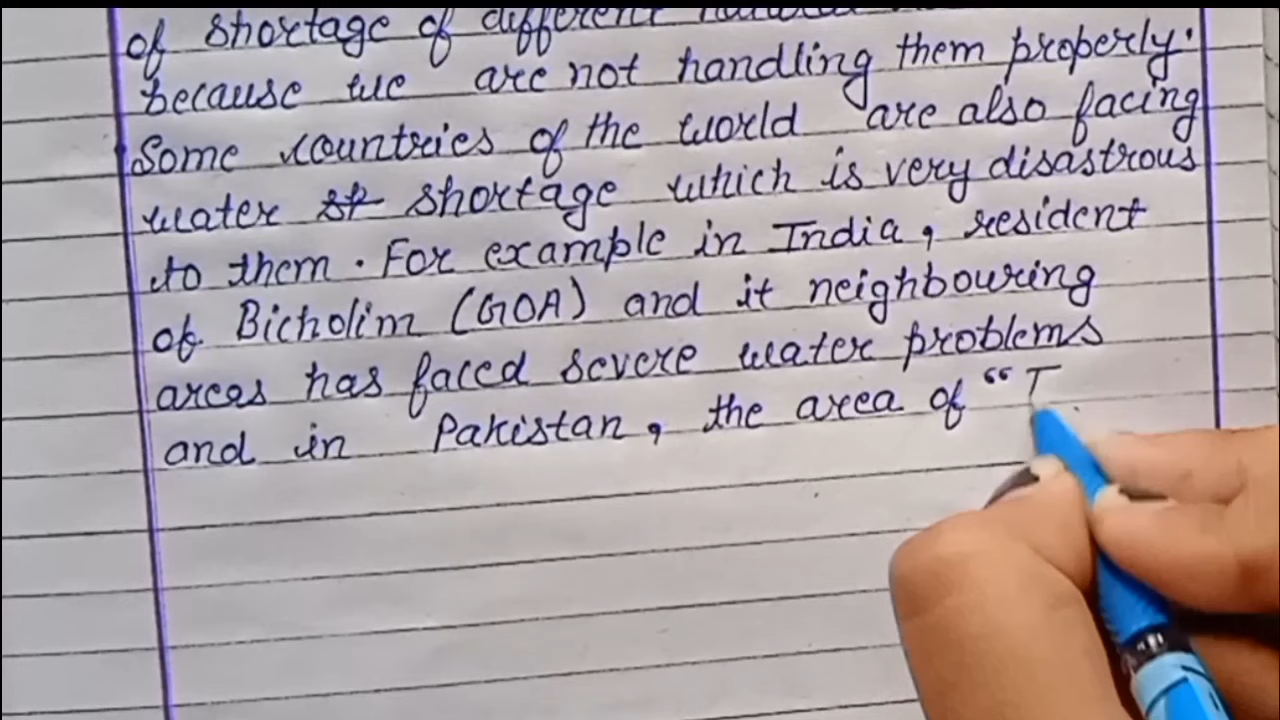 of shortage of different natural
because we are not handling them properly.
Some countries of the world are also facing
water st shortage which is very disastrous
to them. For example in India, resident
of Bicholim (GOA) and it neighbouring
areas has faced severe water problems
and in Pakistan, the area of "T